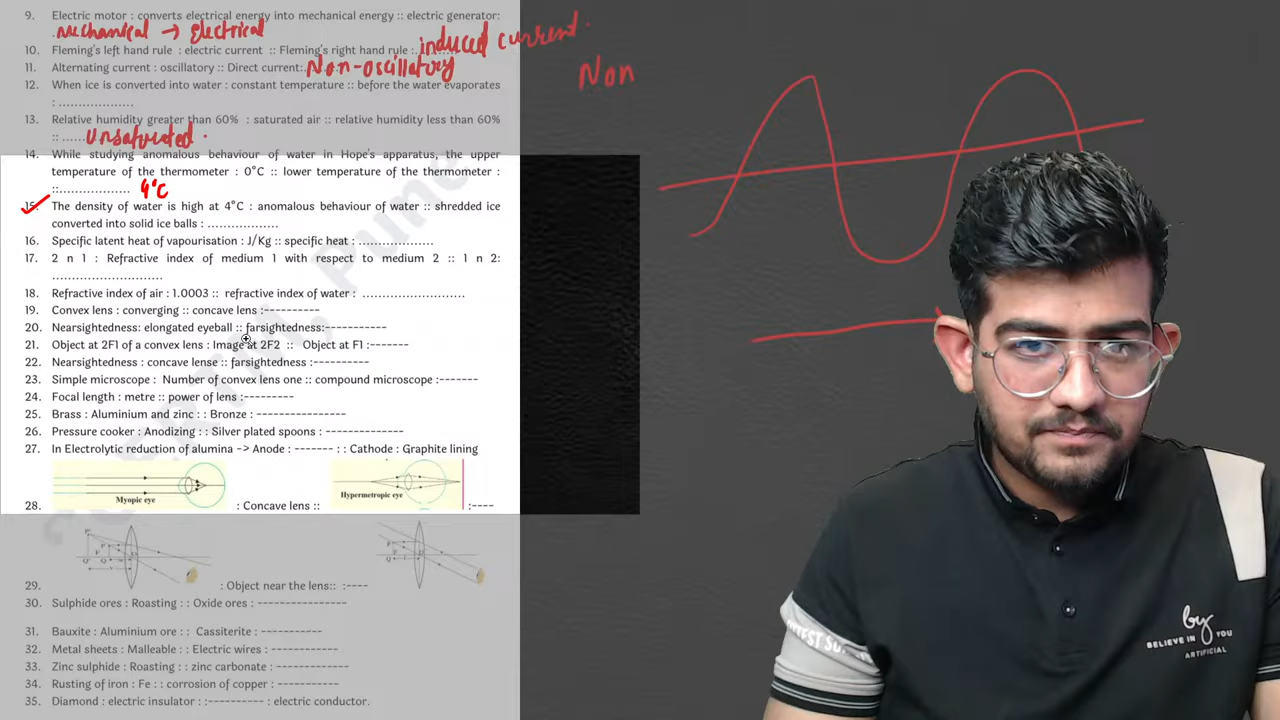 9. Electric motor : converts electrical energy into mechanical energy :: electric generator:
. mechanical → Electrical
10. Fleming's left hand rule : electric current :: Fleming's right hand rule :. induced current.
11. Alternating current : oscillatory :: Direct current:. Non-oscillatory
Non
12. When ice is converted into water : constant temperature :: before the water evaporates
: ...................
13. Relative humidity greater than 60% : saturated air :: relative humidity less than 60%
:: ...... Unsaturated .
14. While studying anomalous behaviour of water in Hope's apparatus, the upper
temperature of the thermometer : 0°C :: lower temperature of the thermometer :
::.................. 4°C
15. The density of water is high at 4°C : anomalous behaviour of water :: shredded ice
converted into solid ice balls : ..................
16. Specific latent heat of vapourisation : J/Kg :: specific heat : ...................
17. 2 n 1 : Refractive index of medium 1 with respect to medium 2 :: 1 n 2:
...........................
18. Refractive index of air : 1.0003 :: refractive index of water : ..........................
19. Convex lens : converging :: concave lens :----------
20. Nearsightedness: elongated eyeball :: farsightedness:-----------
21. Object at 2F1 of a convex lens : Image at 2F2 :: Object at F1 :-------
22. Nearsightedness : concave lense :: farsightedness :----------
23. Simple microscope : Number of convex lens one :: compound microscope :-------
24. Focal length : metre :: power of lens :---------
25. Brass : Aluminium and zinc : : Bronze : ----------------
26. Pressure cooker : Anodizing : : Silver plated spoons : --------------
27. In Electrolytic reduction of alumina -> Anode : ------- : : Cathode : Graphite lining
Myopic eye
Hypermetropic eye
28. : Concave lens :: :----
29. : Object near the lens:: :----
30. Sulphide ores : Roasting : : Oxide ores : ----------------
31. Bauxite : Aluminium ore : : Cassiterite : -----------
32. Metal sheets : Malleable : : Electric wires : ------------
33. Zinc sulphide : Roasting : : zinc carbonate : -------------
34. Rusting of iron : Fe : : corrosion of copper : -----------
35. Diamond : electric insulator : :---------- : electric conductor.
by
BELIEVE IN YOU
ARTIFICIAL